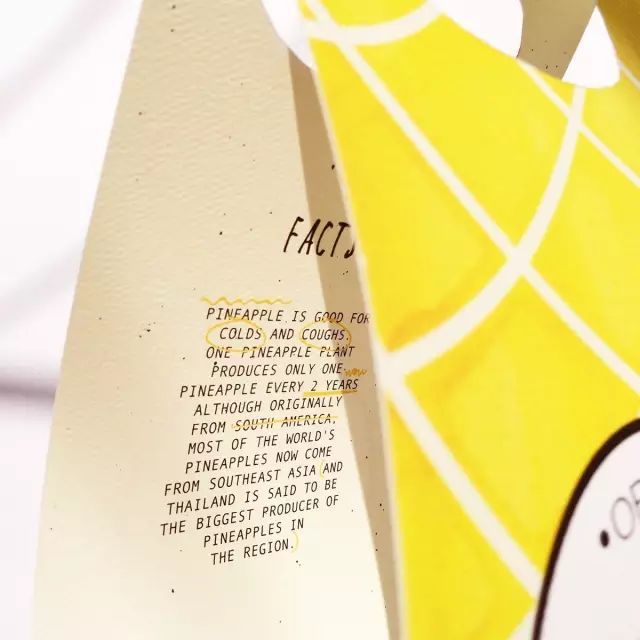 FACTS
PINEAPPLE IS GOOD FOR
COLDS AND COUGHS.
ONE PINEAPPLE PLANT
PRODUCES ONLY ONE
wow
PINEAPPLE EVERY 2 YEARS
ALTHOUGH ORIGINALLY
FROM SOUTH AMERICA,
MOST OF THE WORLD'S
PINEAPPLES NOW COME
FROM SOUTHEAST ASIA (AND
THAILAND IS SAID TO BE
THE BIGGEST PRODUCER OF
PINEAPPLES IN
THE REGION.)